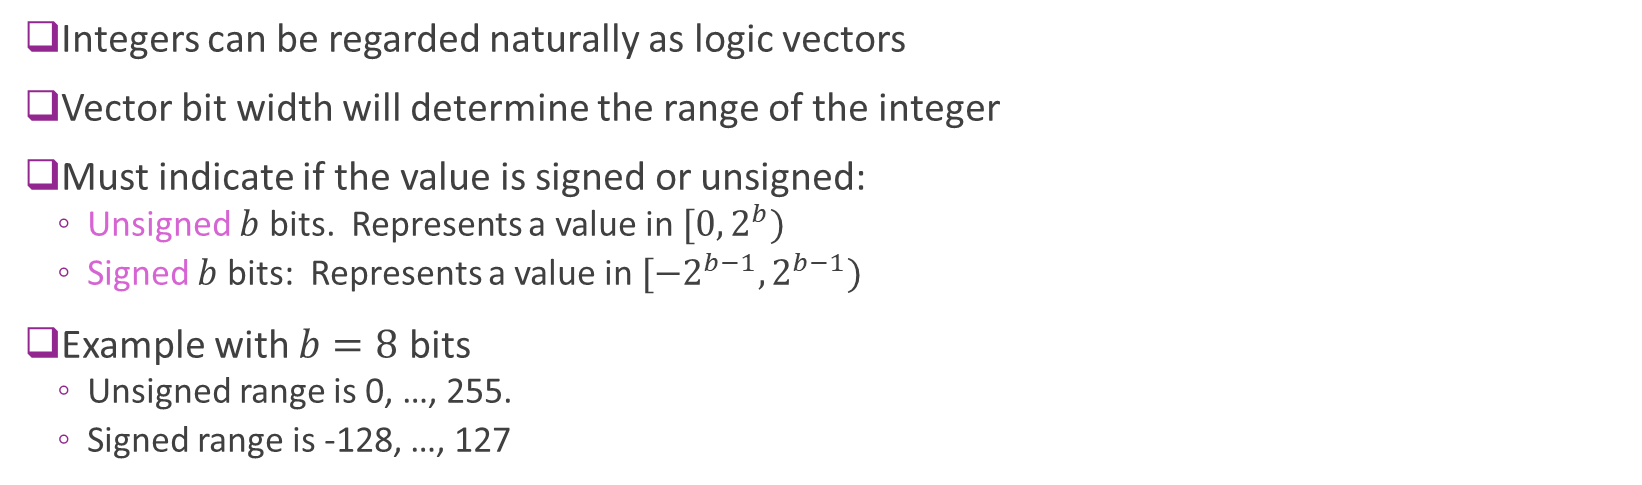 ❑Integers can be regarded naturally as logic vectors
❑Vector bit width will determine the range of the integer
❑Must indicate if the value is signed or unsigned:
◦ Unsigned b bits. Represents a value in [0, 2^b)
◦ Signed b bits: Represents a value in [−2^{b−1}, 2^{b−1})
❑Example with b = 8 bits
◦ Unsigned range is 0, …, 255.
◦ Signed range is -128, …, 127